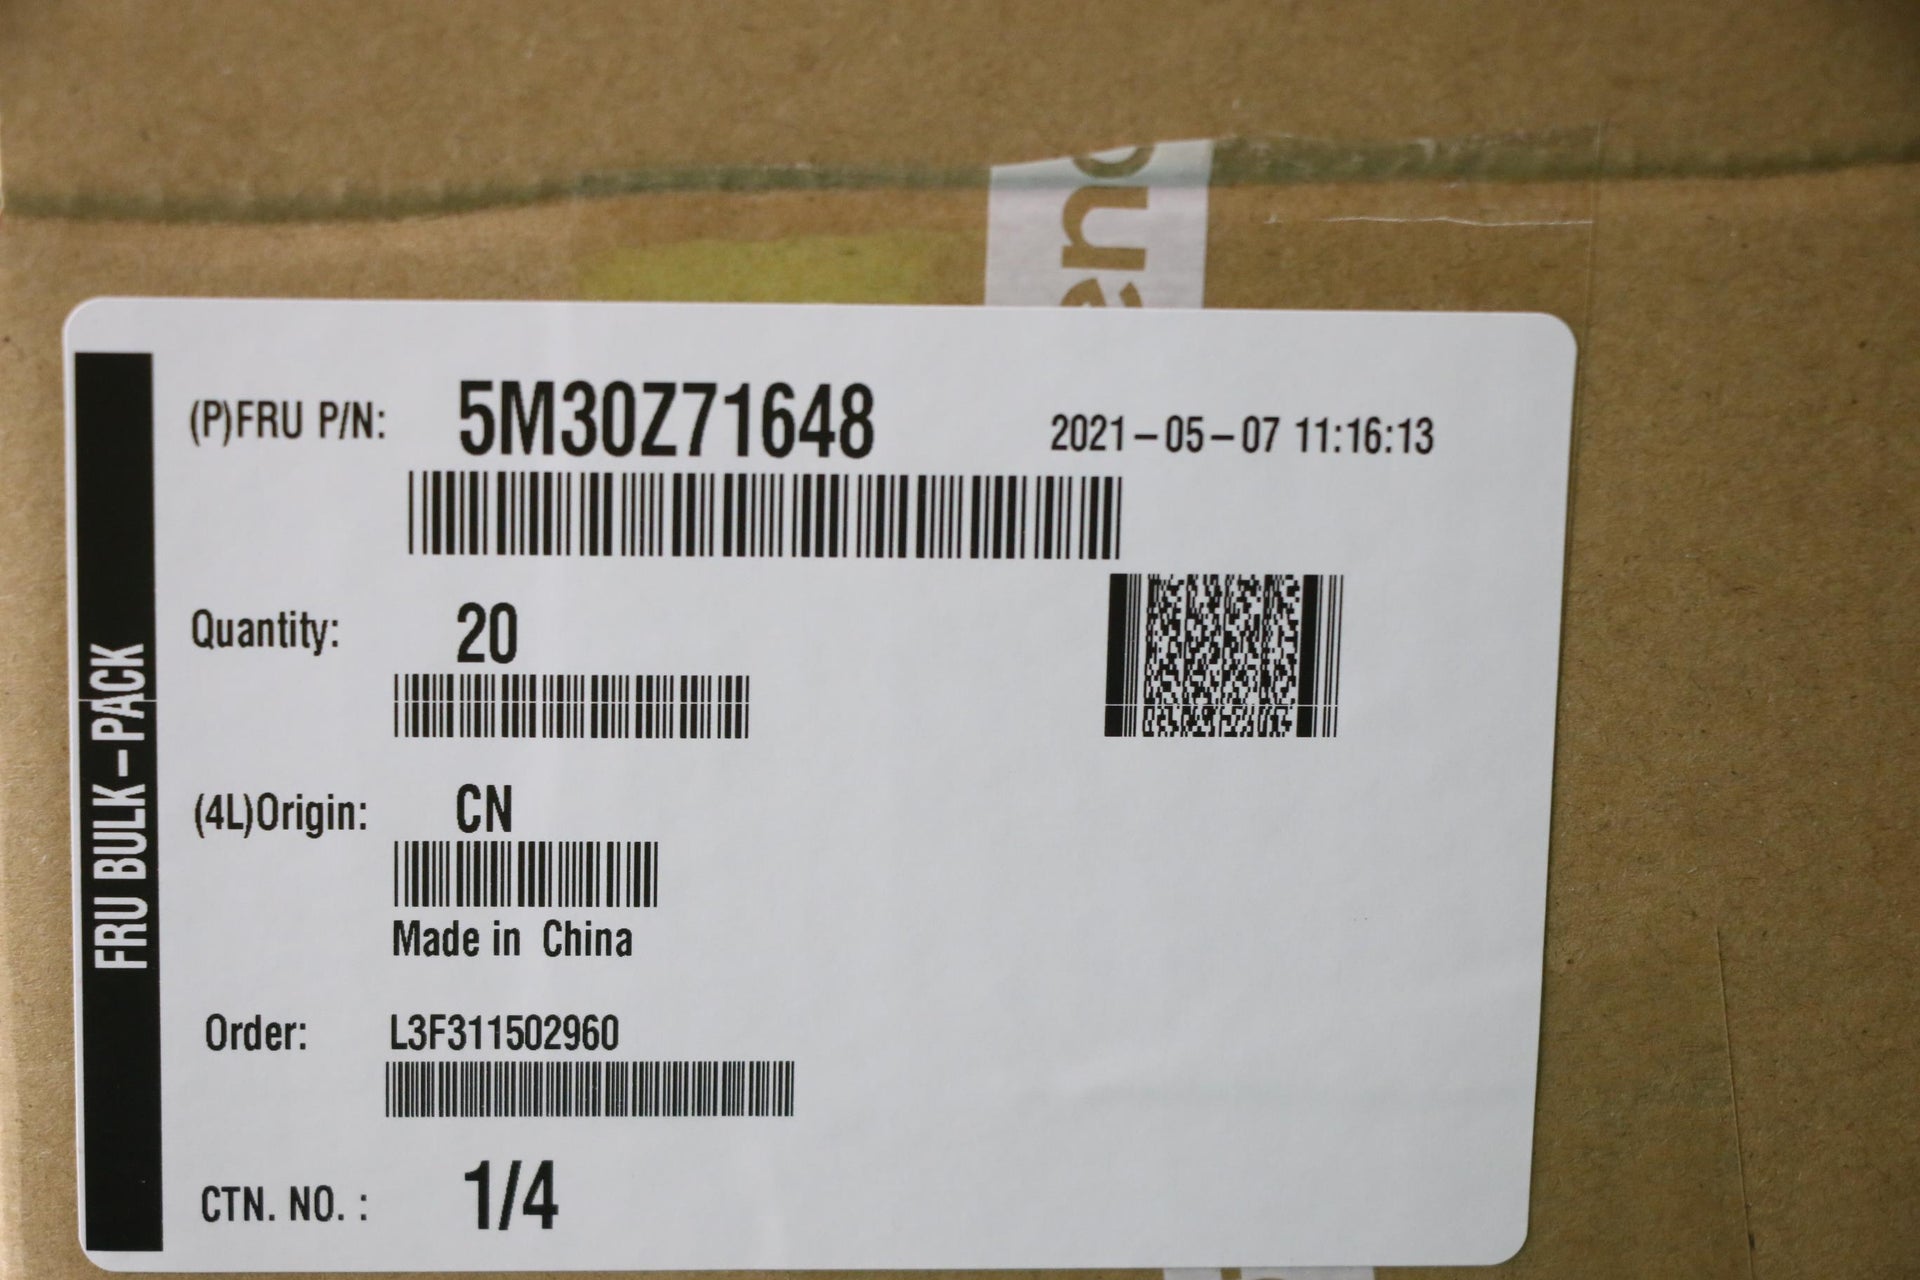 eno
(P)FRU P/N: 5M30Z71648 2021-05-07 11:16:13
Quantity: 20
(4L)Origin: CN
Made in China
Order: L3F311502960
CTN. NO. : 1/4
FRU BULK-PACK